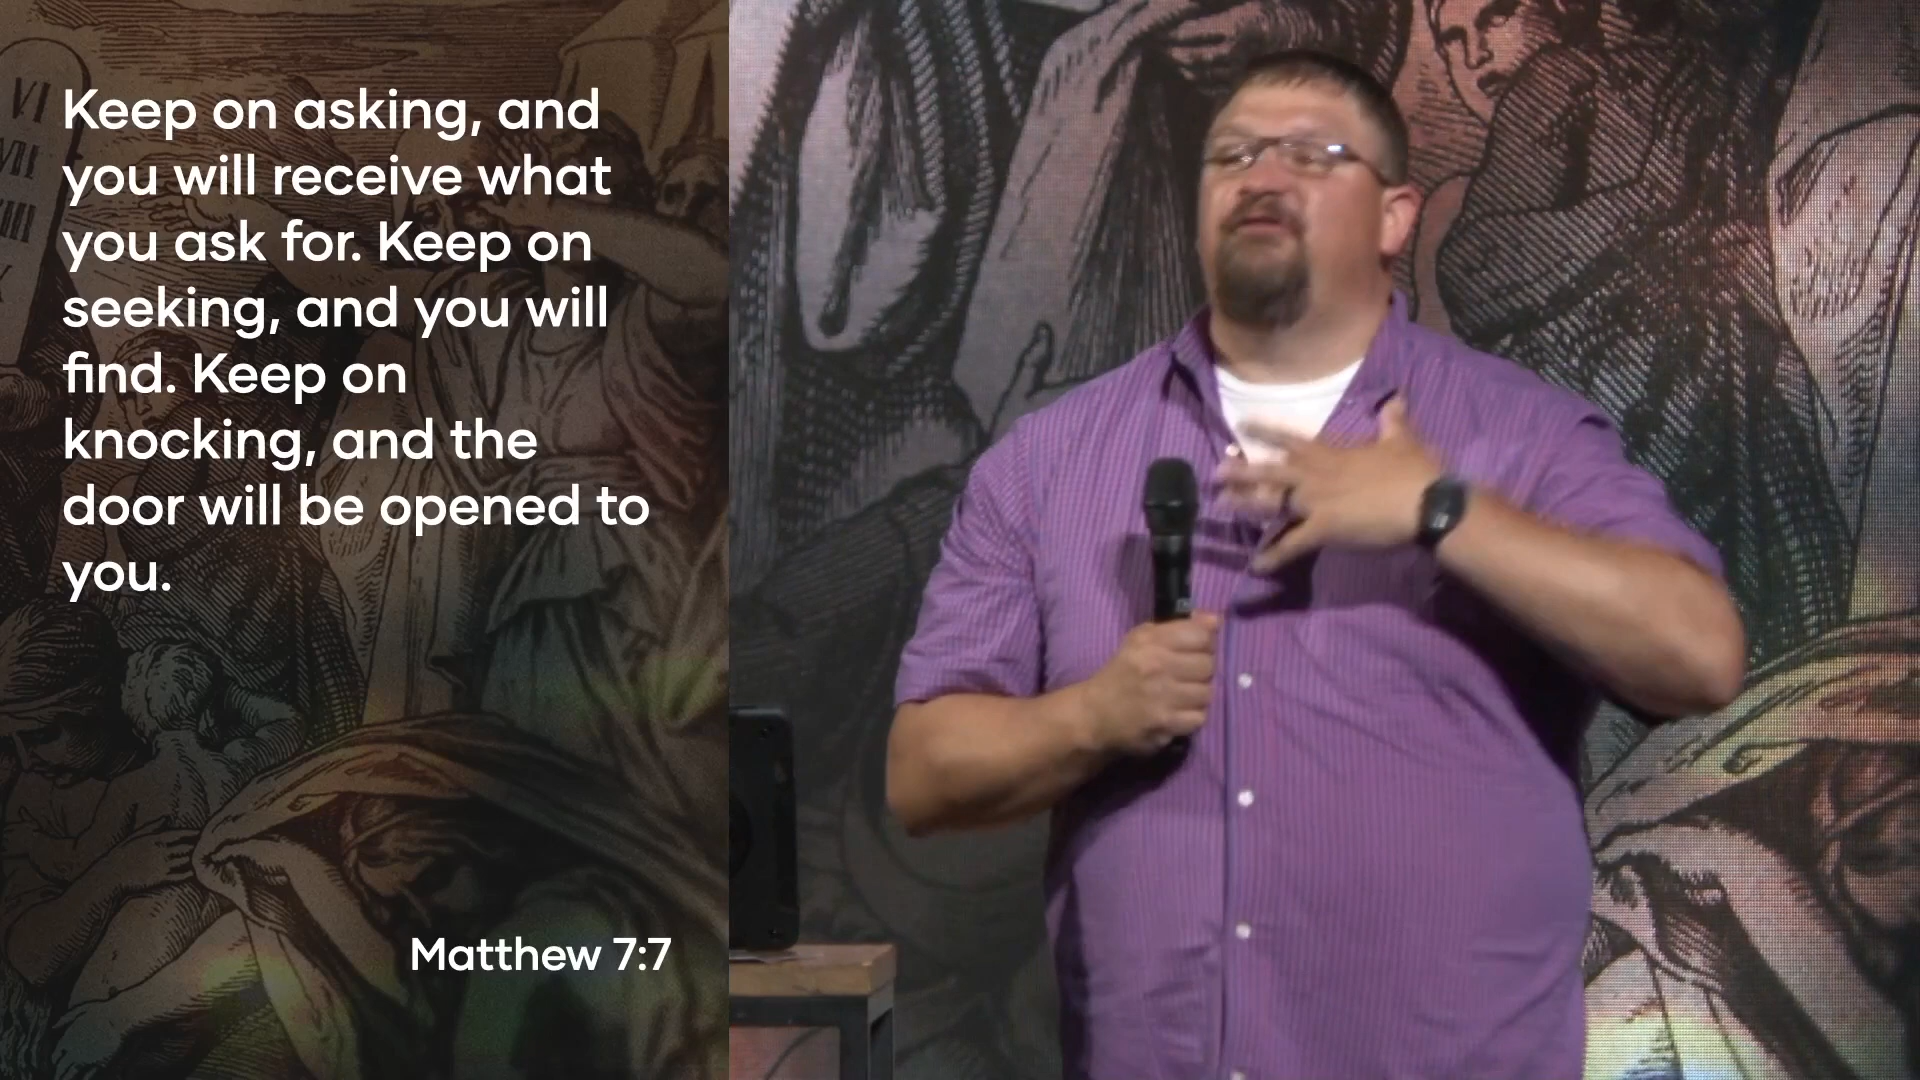 Keep on asking, and
you will receive what
you ask for. Keep on
seeking, and you will
find. Keep on
knocking, and the
door will be opened to
you.
Matthew 7:7
VI